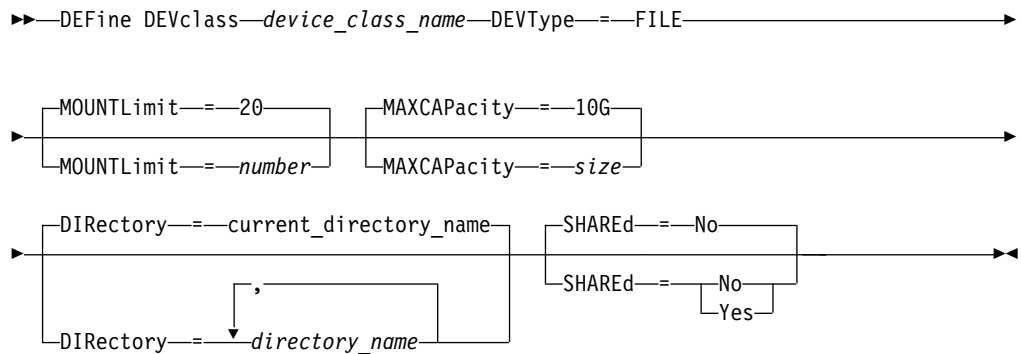 DEFine DEVclass device_class_name DEVType = FILE
MOUNTLimit = 20 MAXCAPacity = 10G
MOUNTLimit = number MAXCAPacity = size
DIRectory = current_directory_name SHAREd = No
SHAREd = No
Yes
,
DIRectory = directory_name